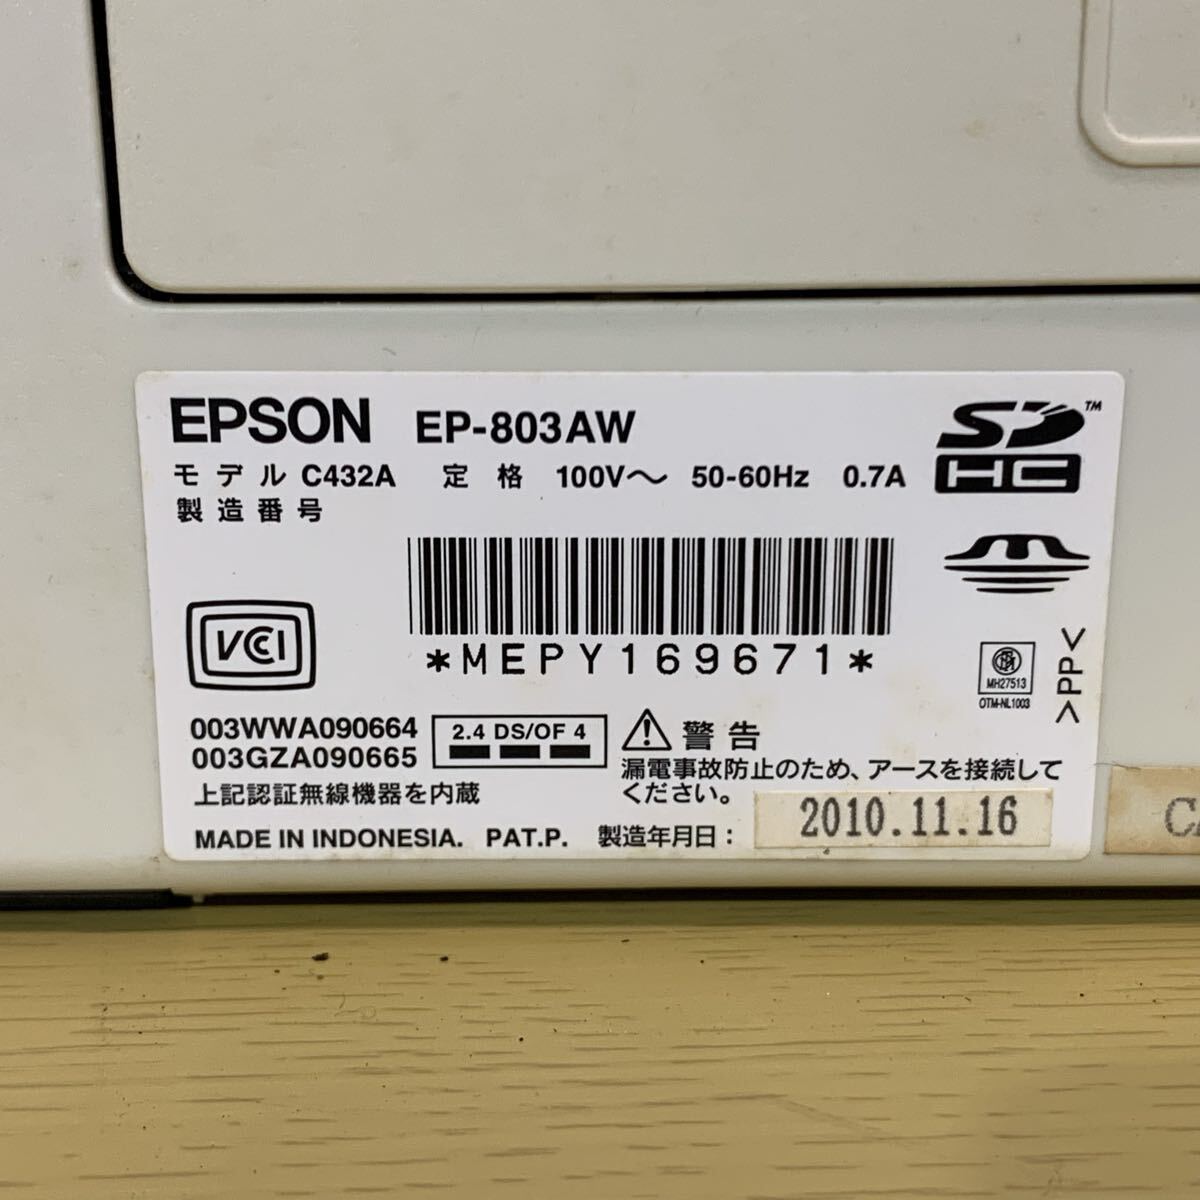 EPSON EP-803AW
モデル C432A 定格 100V～ 50-60Hz 0.7A
製造番号
SD™
HC
*MEPY169671*
VCI
MH27513
OTM-NL1003
>PP<
003WWA090664
003GZA090665
2.4 DS/OF 4
上記認証無線機器を内蔵
警告
漏電事故防止のため、アースを接続して
ください。
MADE IN INDONESIA. PAT.P. 製造年月日：
2010.11.16